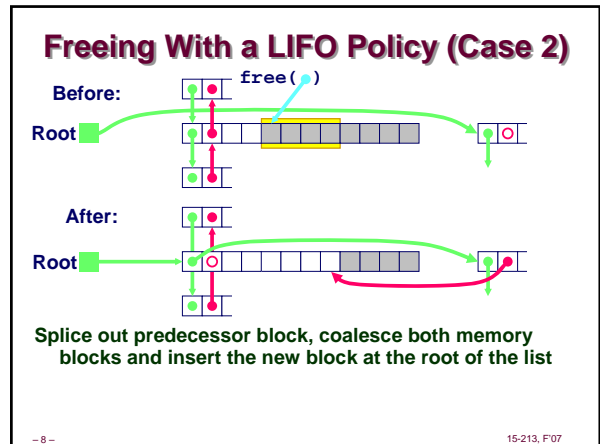 Freeing With a LIFO Policy (Case 2)
free( )
Before:
Root
After:
Root
Splice out predecessor block, coalesce both memory
blocks and insert the new block at the root of the list
– 8 –
15-213, F'07